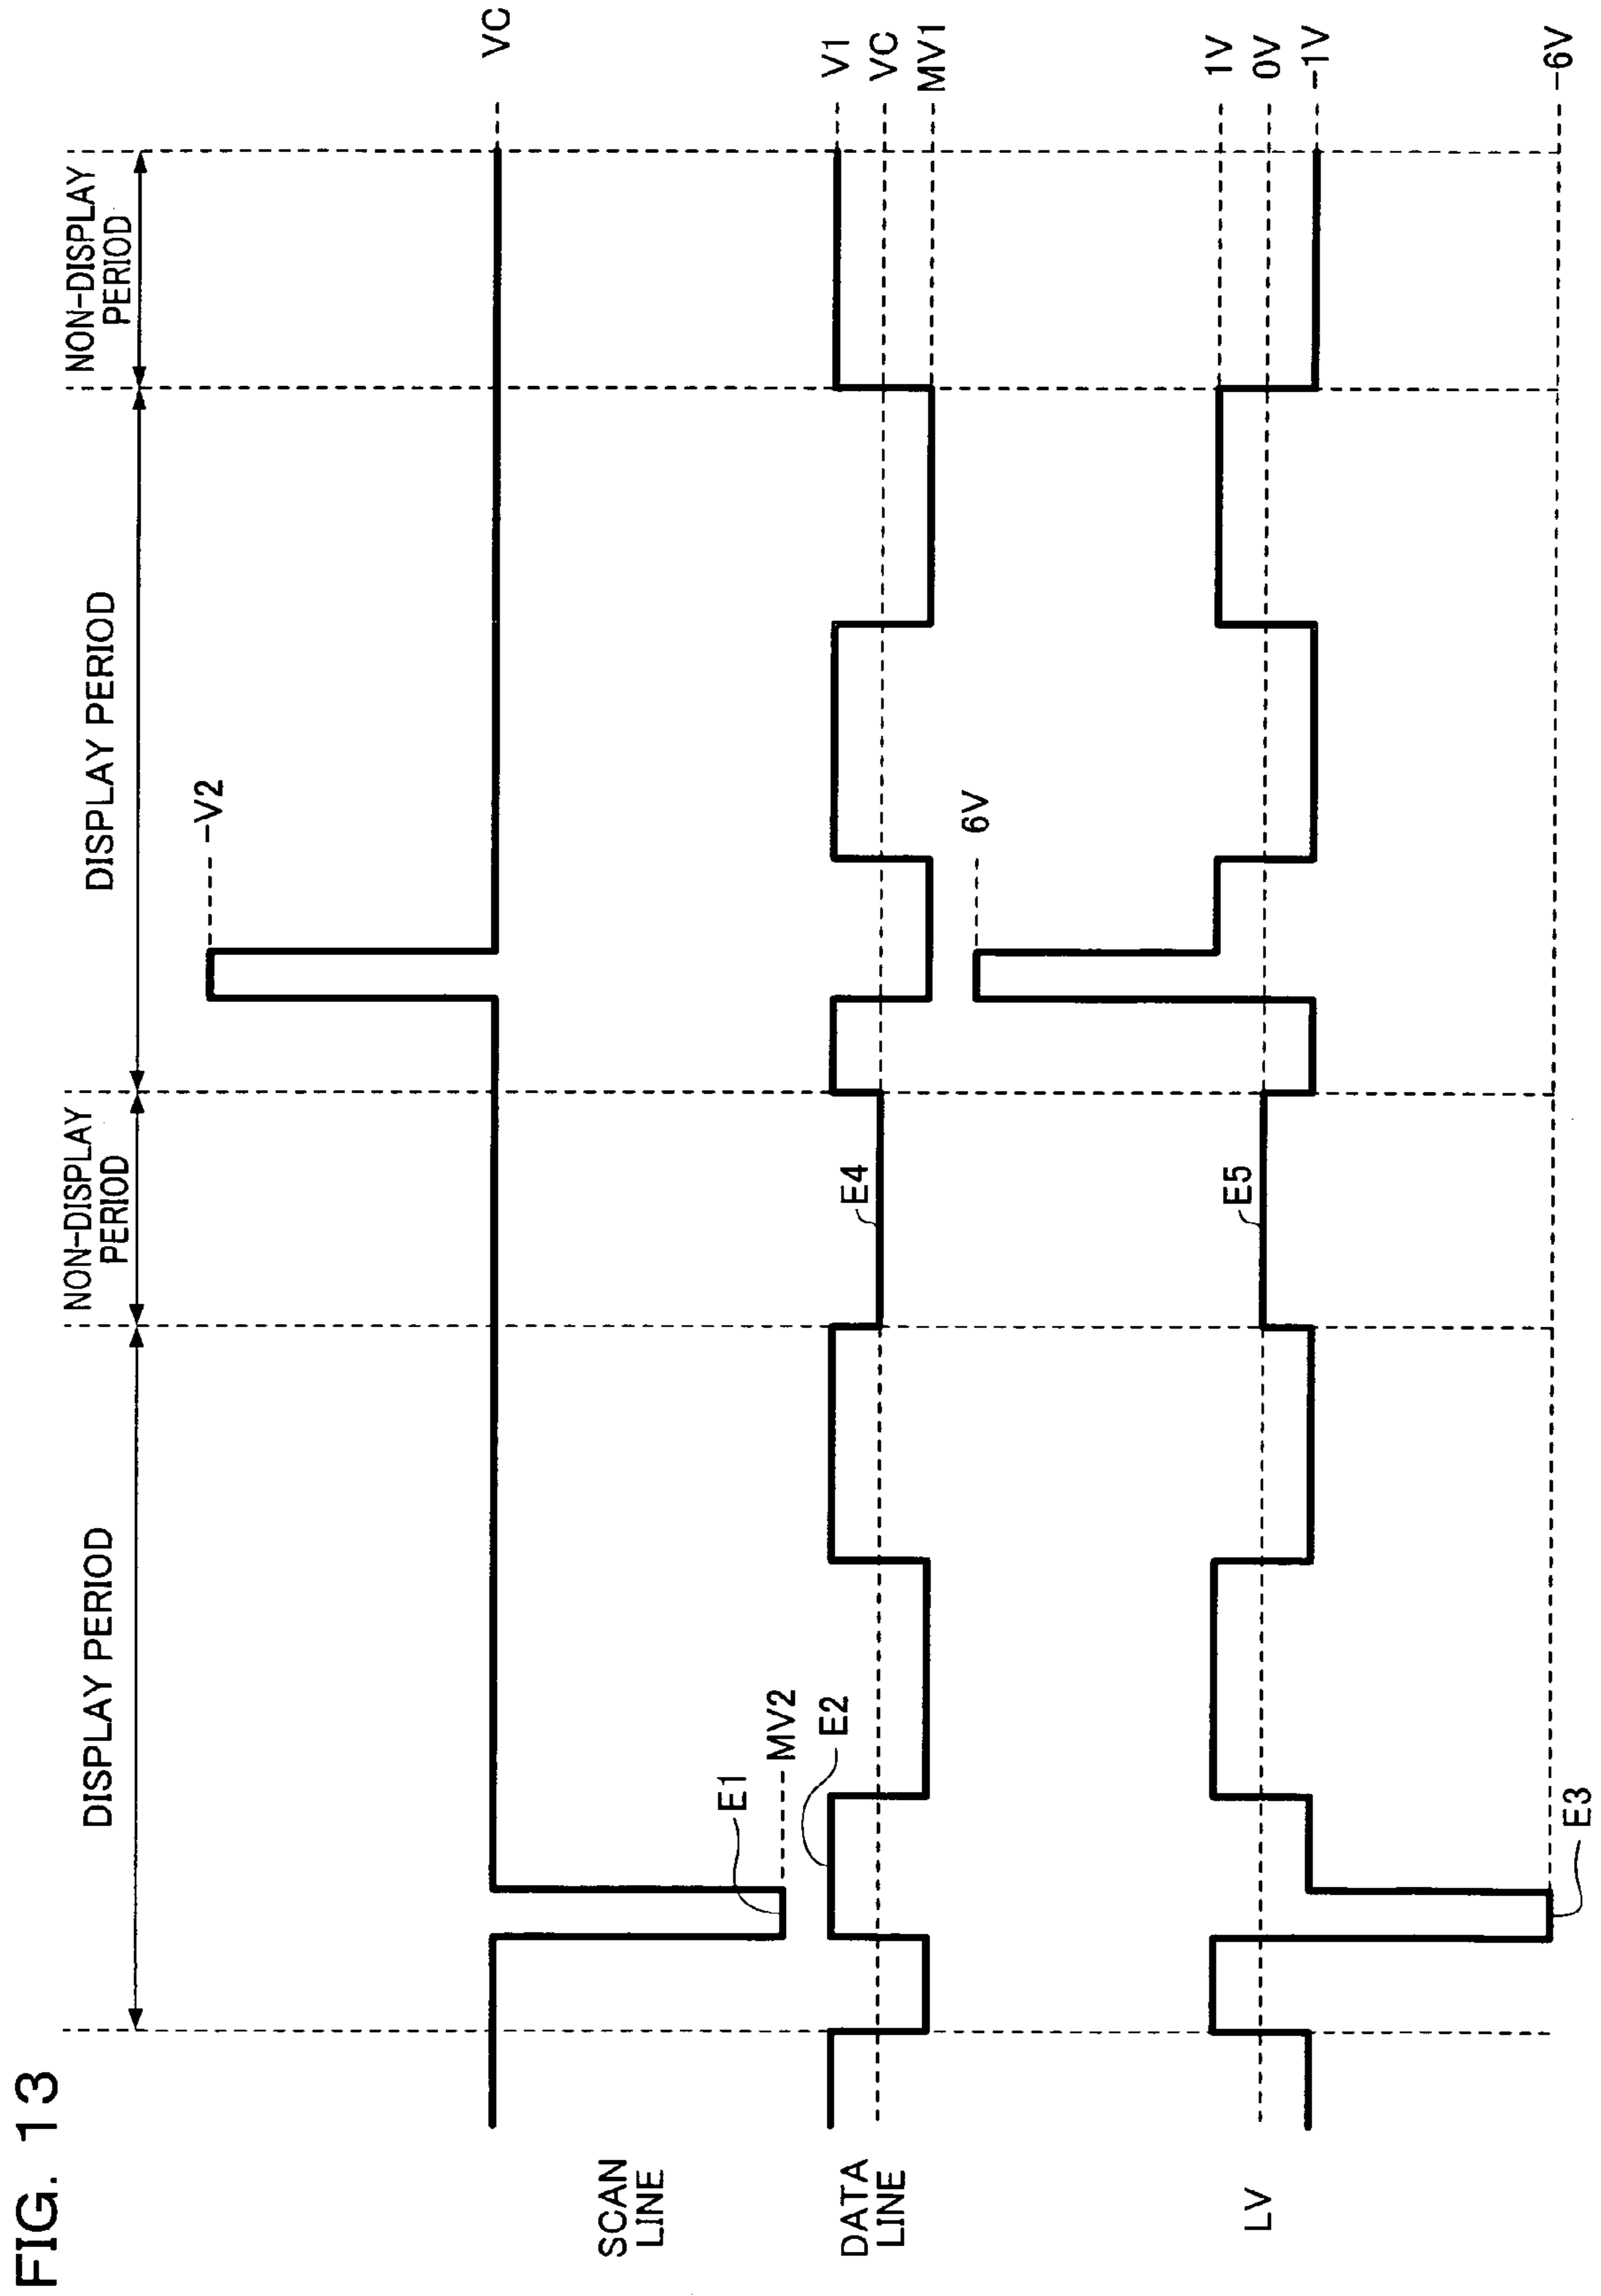 FIG. 13
DISPLAY PERIOD
NON-DISPLAY
PERIOD
DISPLAY PERIOD
NON-DISPLAY
PERIOD
V2
VC
SCAN
LINE
E1
MV2
E2
E4
DATA
LINE
V1
VC
MV1
6V
E5
LV
1V
0V
-1V
E3
-6V